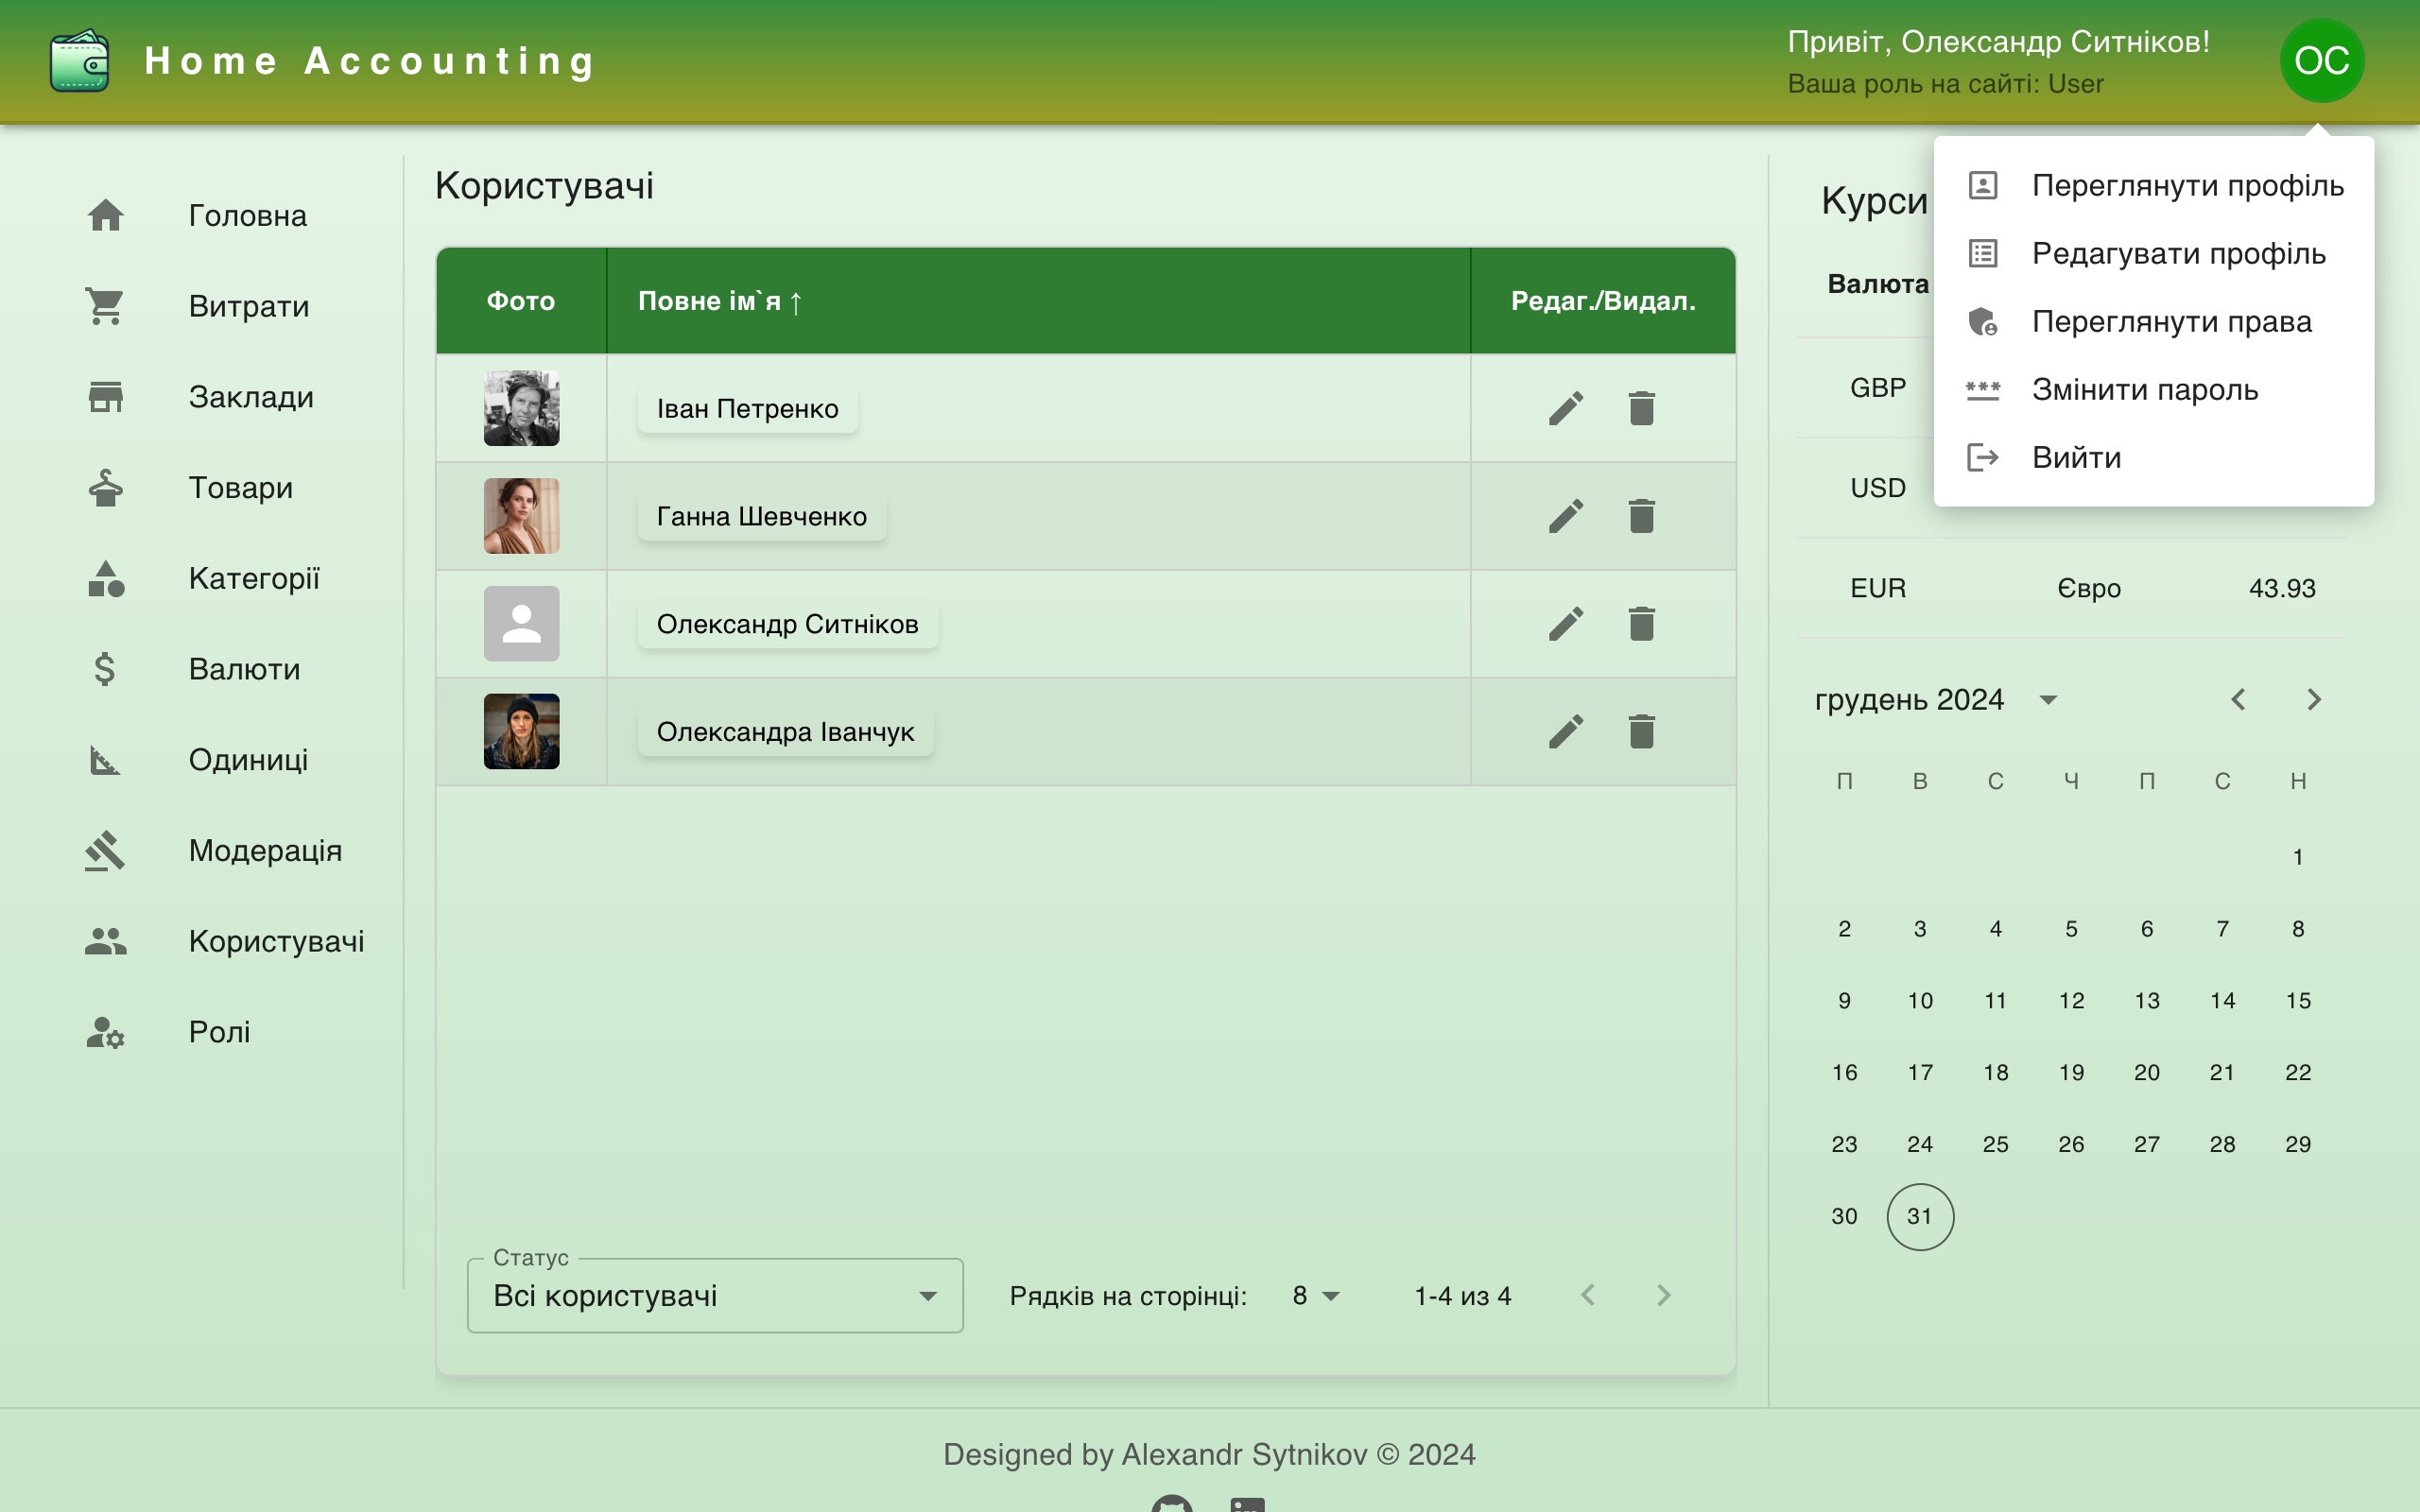 Home Accounting
Привіт, Олександр Ситніков!
Ваша роль на сайті: User
ОС
Головна
Витрати
Заклади
Товари
Категорії
Валюти
Одиниці
Модерація
Користувачі
Ролі
Користувачі
Фото Повне ім`я ↑ Редаг./Видал.
Іван Петренко
Ганна Шевченко
Олександр Ситніков
Олександра Іванчук
Статус
Всі користувачі
Рядків на сторінці: 8 1-4 из 4
Переглянути профіль
Редагувати профіль
Переглянути права
Змінити пароль
Вийти
Курси
Валюта
GBP
USD
EUR Євро 43.93
грудень 2024
П В С Ч П С Н
1
2 3 4 5 6 7 8
9 10 11 12 13 14 15
16 17 18 19 20 21 22
23 24 25 26 27 28 29
30 31
Designed by Alexandr Sytnikov © 2024